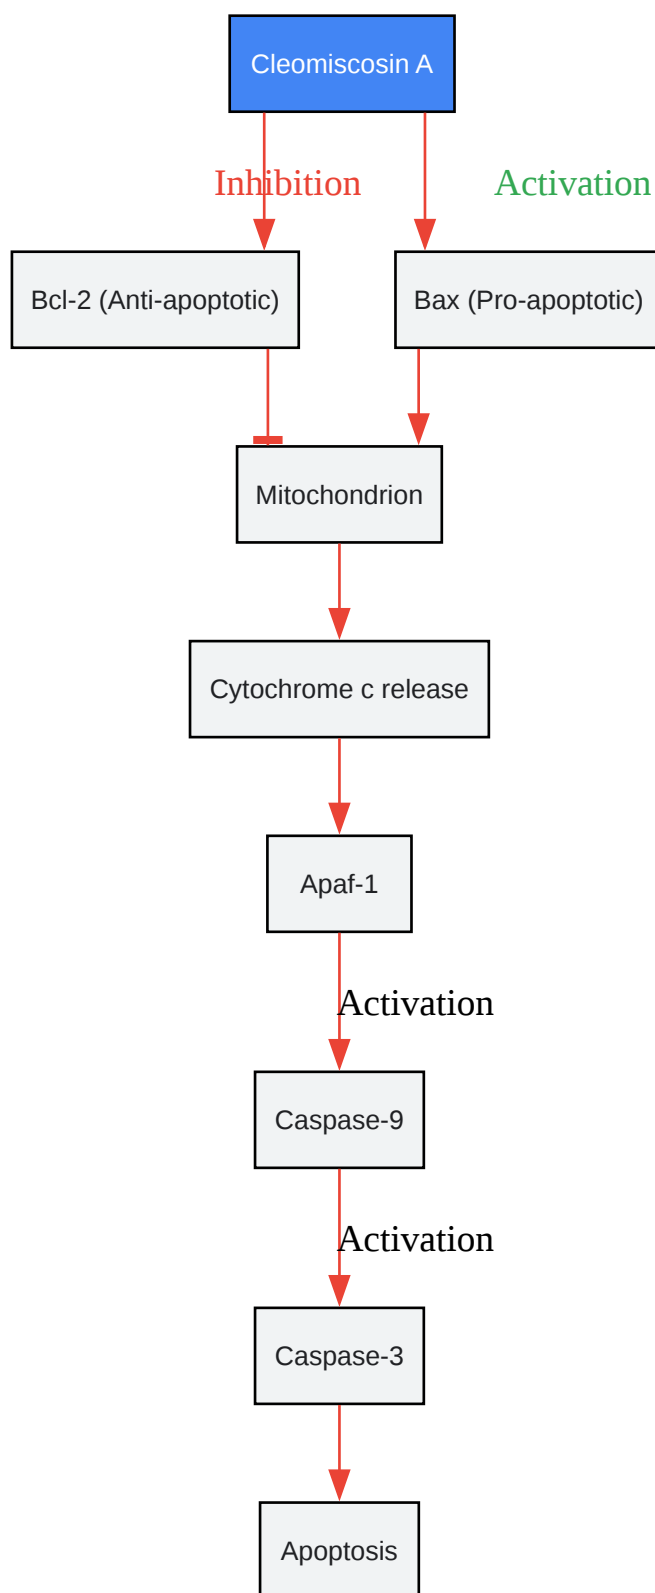 Cleomiscosin A
Inhibition
Activation
Bcl-2 (Anti-apoptotic)
Bax (Pro-apoptotic)
Mitochondrion
Cytochrome c release
Apaf-1
Activation
Caspase-9
Activation
Caspase-3
Apoptosis